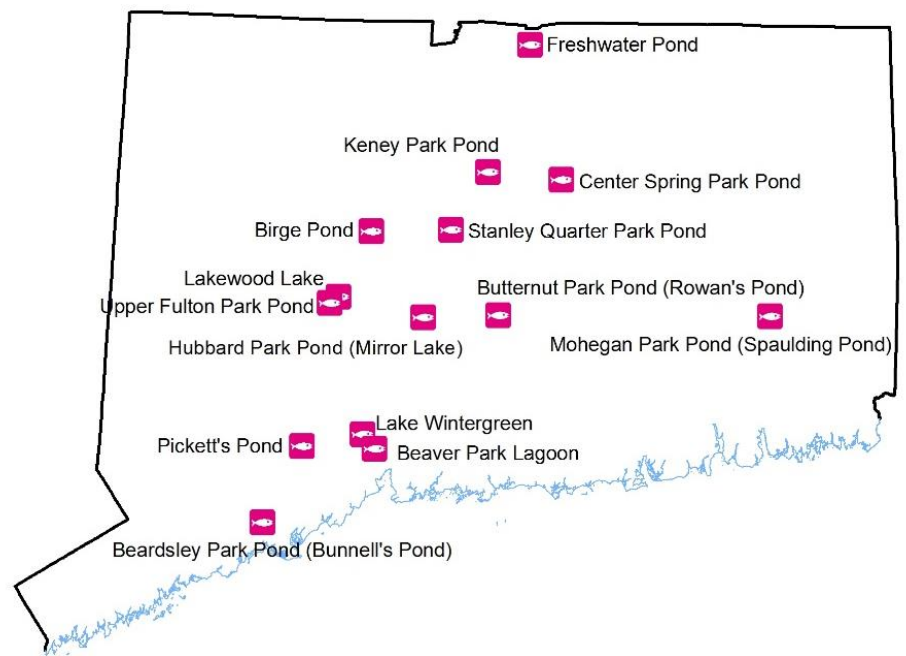 Freshwater Pond
Keney Park Pond
Center Spring Park Pond
Birge Pond
Stanley Quarter Park Pond
Lakewood Lake
Upper Fulton Park Pond
Butternut Park Pond (Rowan's Pond)
Hubbard Park Pond (Mirror Lake)
Mohegan Park Pond (Spaulding Pond)
Lake Wintergreen
Pickett's Pond
Beaver Park Lagoon
Beardsley Park Pond (Bunnell's Pond)